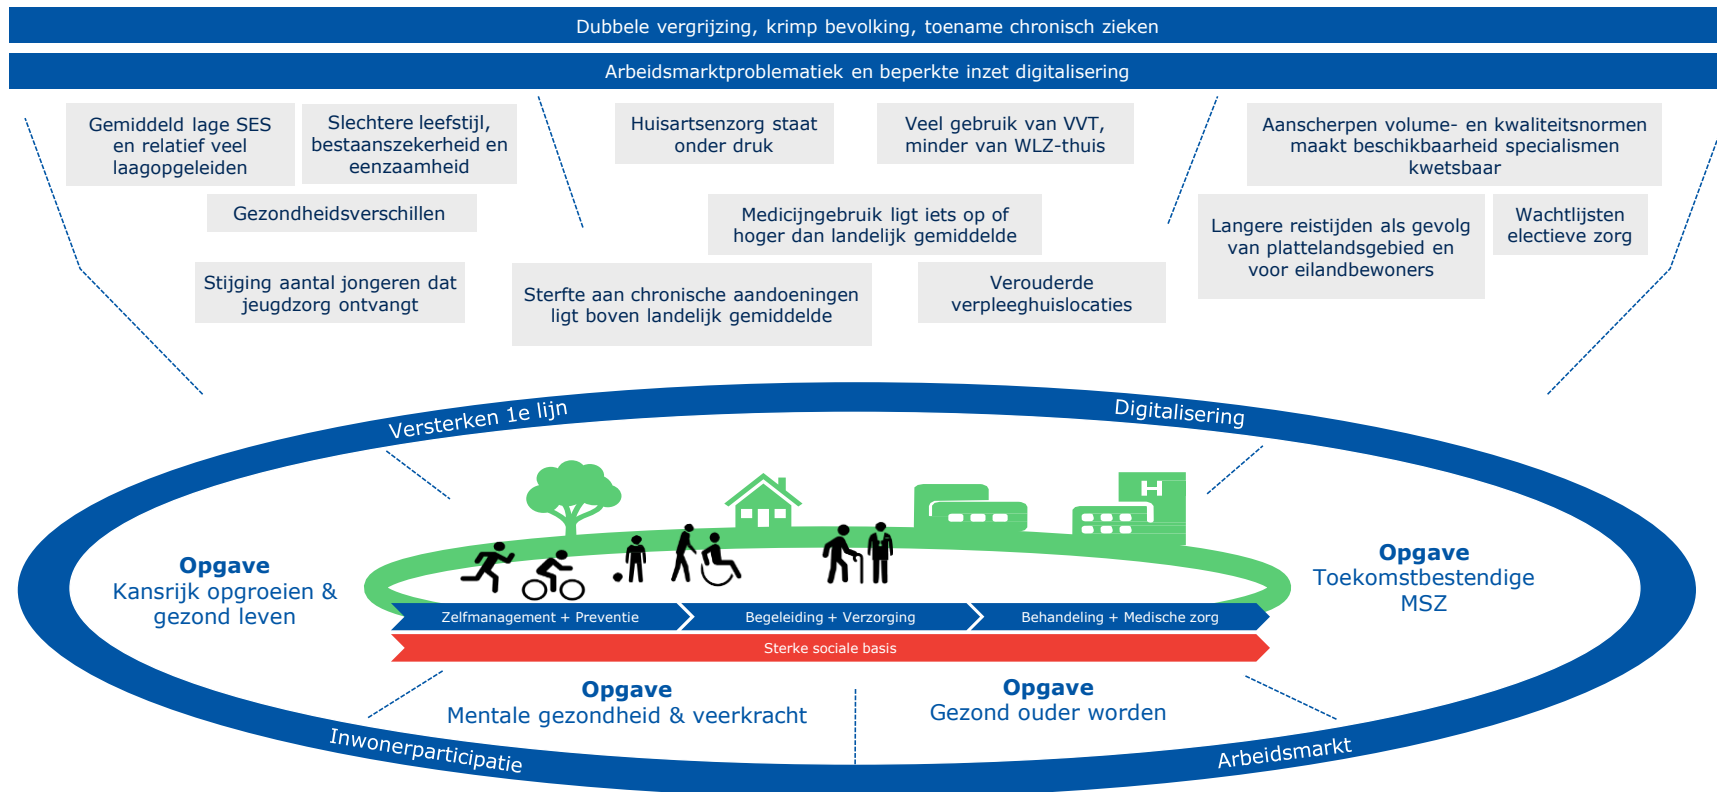 Dubbele vergrijzing, krimp bevolking, toename chronisch zieken
Arbeidsmarktproblematiek en beperkte inzet digitalisering
Gemiddeld lage SES
en relatief veel
laagopgeleiden
Slechtere leefstijl,
bestaanszekerheid en
eenzaamheid
Gezondheidsverschillen
Stijging aantal jongeren dat
jeugdzorg ontvangt
Huisartsenzorg staat
onder druk
Veel gebruik van VVT,
minder van WLZ-thuis
Medicijngebruik ligt iets op of
hoger dan landelijk gemiddelde
Sterfte aan chronische aandoeningen
ligt boven landelijk gemiddelde
Verouderde
verpleeghuislocaties
Aanscherpen volume- en kwaliteitsnormen
maakt beschikbaarheid specialismen
kwetsbaar
Langere reistijden als gevolg
van plattelandsgebied en
voor eilandbewoners
Wachtlijsten
electieve zorg
Versterken 1e lijn
Digitalisering
H
Opgave
Kansrijk opgroeien &
gezond leven
Opgave
Toekomstbestendige
MSZ
Zelfmanagement + Preventie
Begeleiding + Verzorging
Behandeling + Medische zorg
Sterke sociale basis
Opgave
Mentale gezondheid & veerkracht
Opgave
Gezond ouder worden
Inwonerparticipatie
Arbeidsmarkt